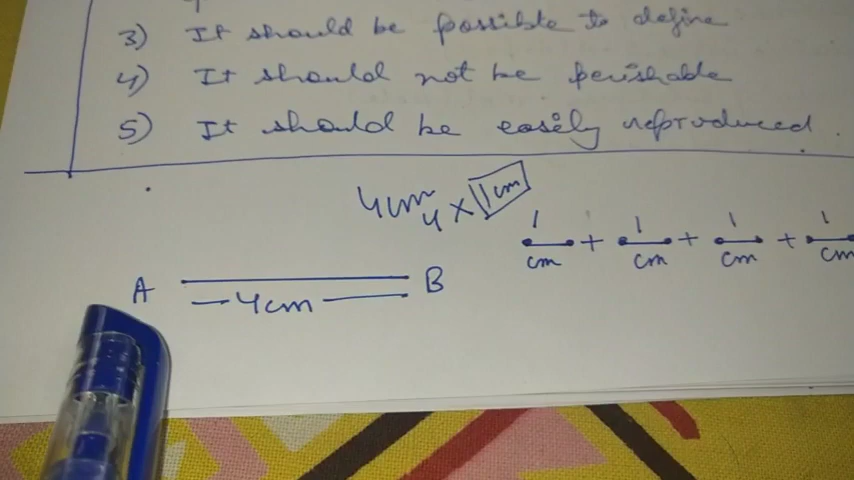 3) It should be possible to define
4) It should not be perishable
5) It should be easily reproduced.
4cm
4 × 1cm
1 cm + 1 cm + 1 cm + 1 cm
A B
4cm